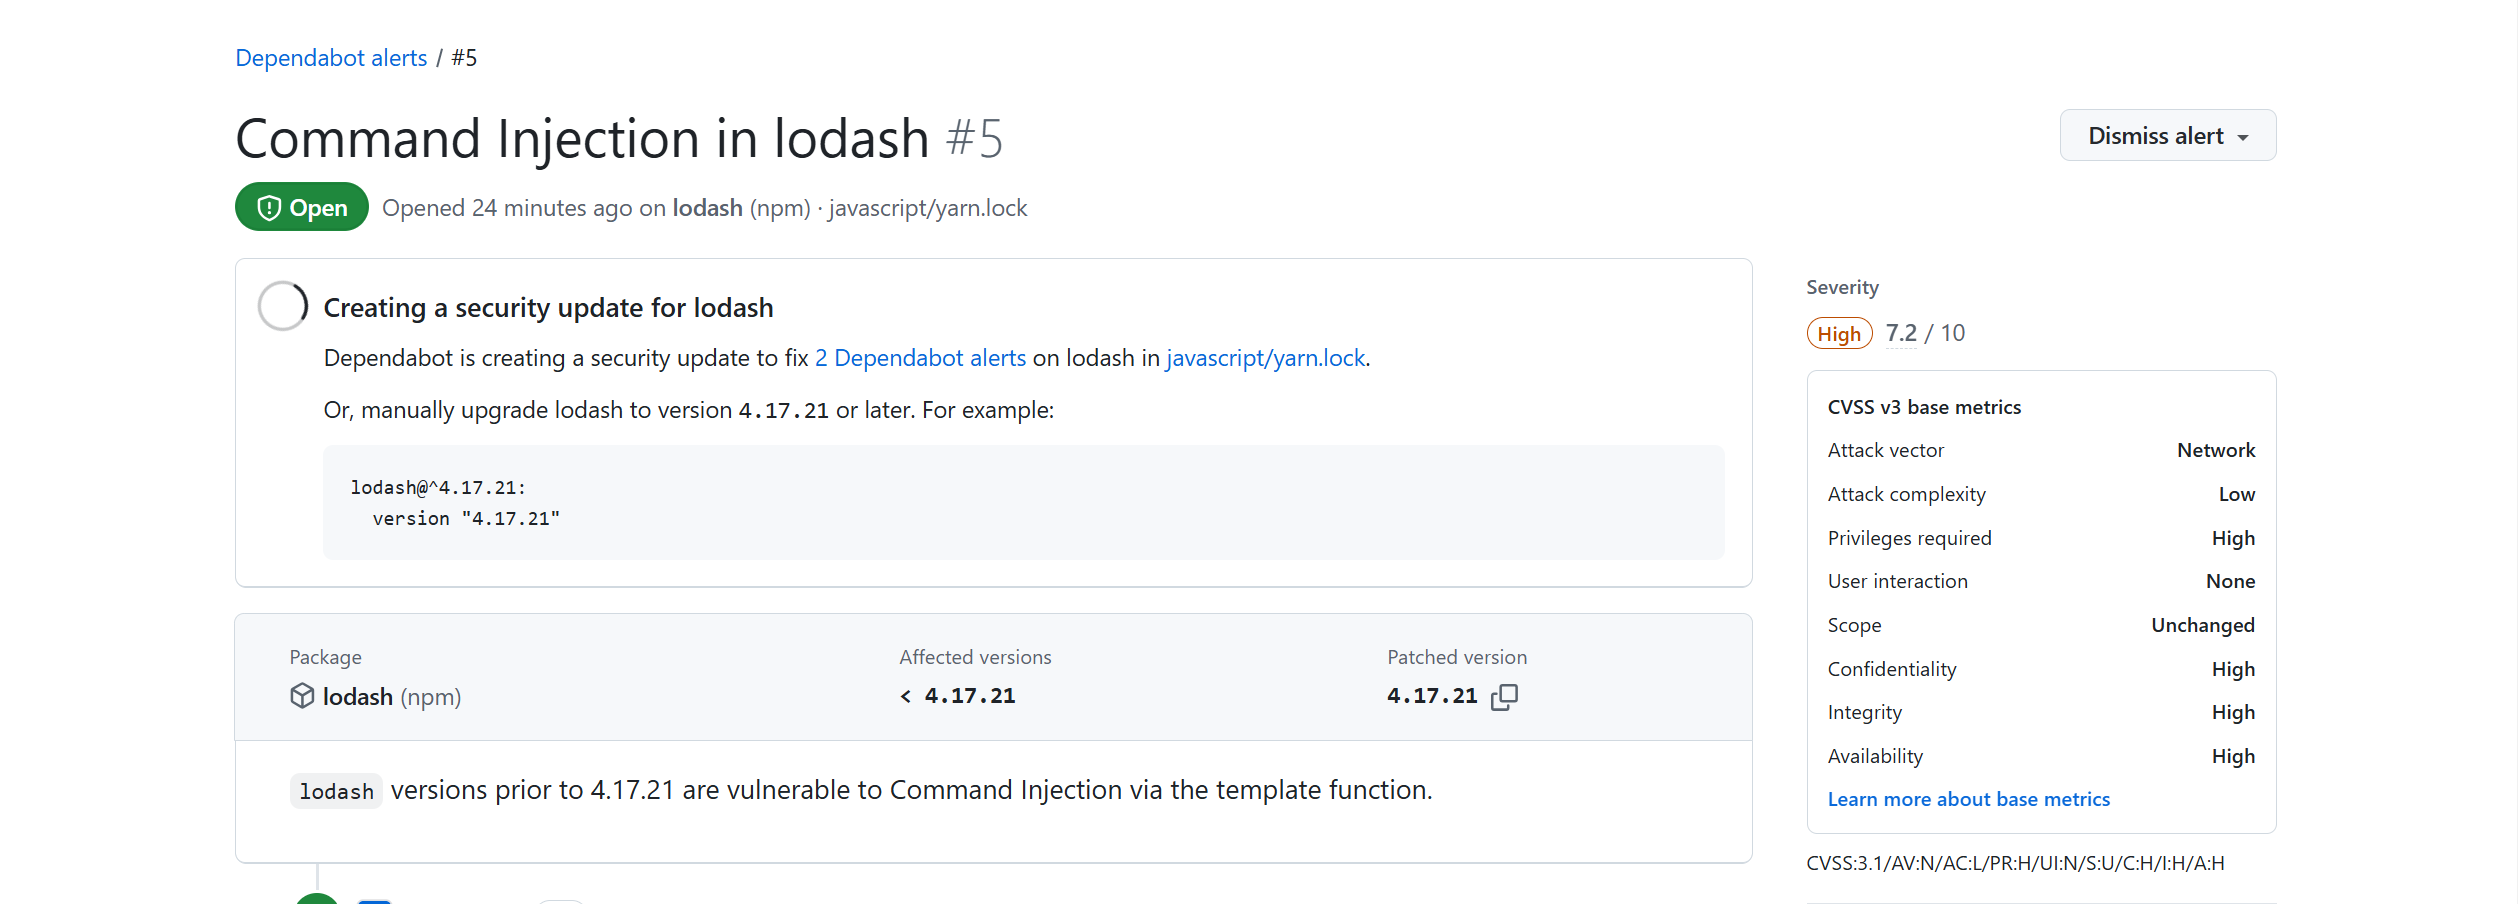 Dependabot alerts / #5
Command Injection in lodash #5
Dismiss alert
Open
Opened 24 minutes ago on lodash (npm) · javascript/yarn.lock
Creating a security update for lodash
Dependabot is creating a security update to fix 2 Dependabot alerts on lodash in javascript/yarn.lock.
Or, manually upgrade lodash to version 4.17.21 or later. For example:
lodash@^4.17.21:
version "4.17.21"
Package
lodash (npm)
Affected versions
< 4.17.21
Patched version
4.17.21
lodash versions prior to 4.17.21 are vulnerable to Command Injection via the template function.
Severity
High 7.2 / 10
CVSS v3 base metrics
Attack vector Network
Attack complexity Low
Privileges required High
User interaction None
Scope Unchanged
Confidentiality High
Integrity High
Availability High
Learn more about base metrics
CVSS:3.1/AV:N/AC:L/PR:H/UI:N/S:U/C:H/I:H/A:H